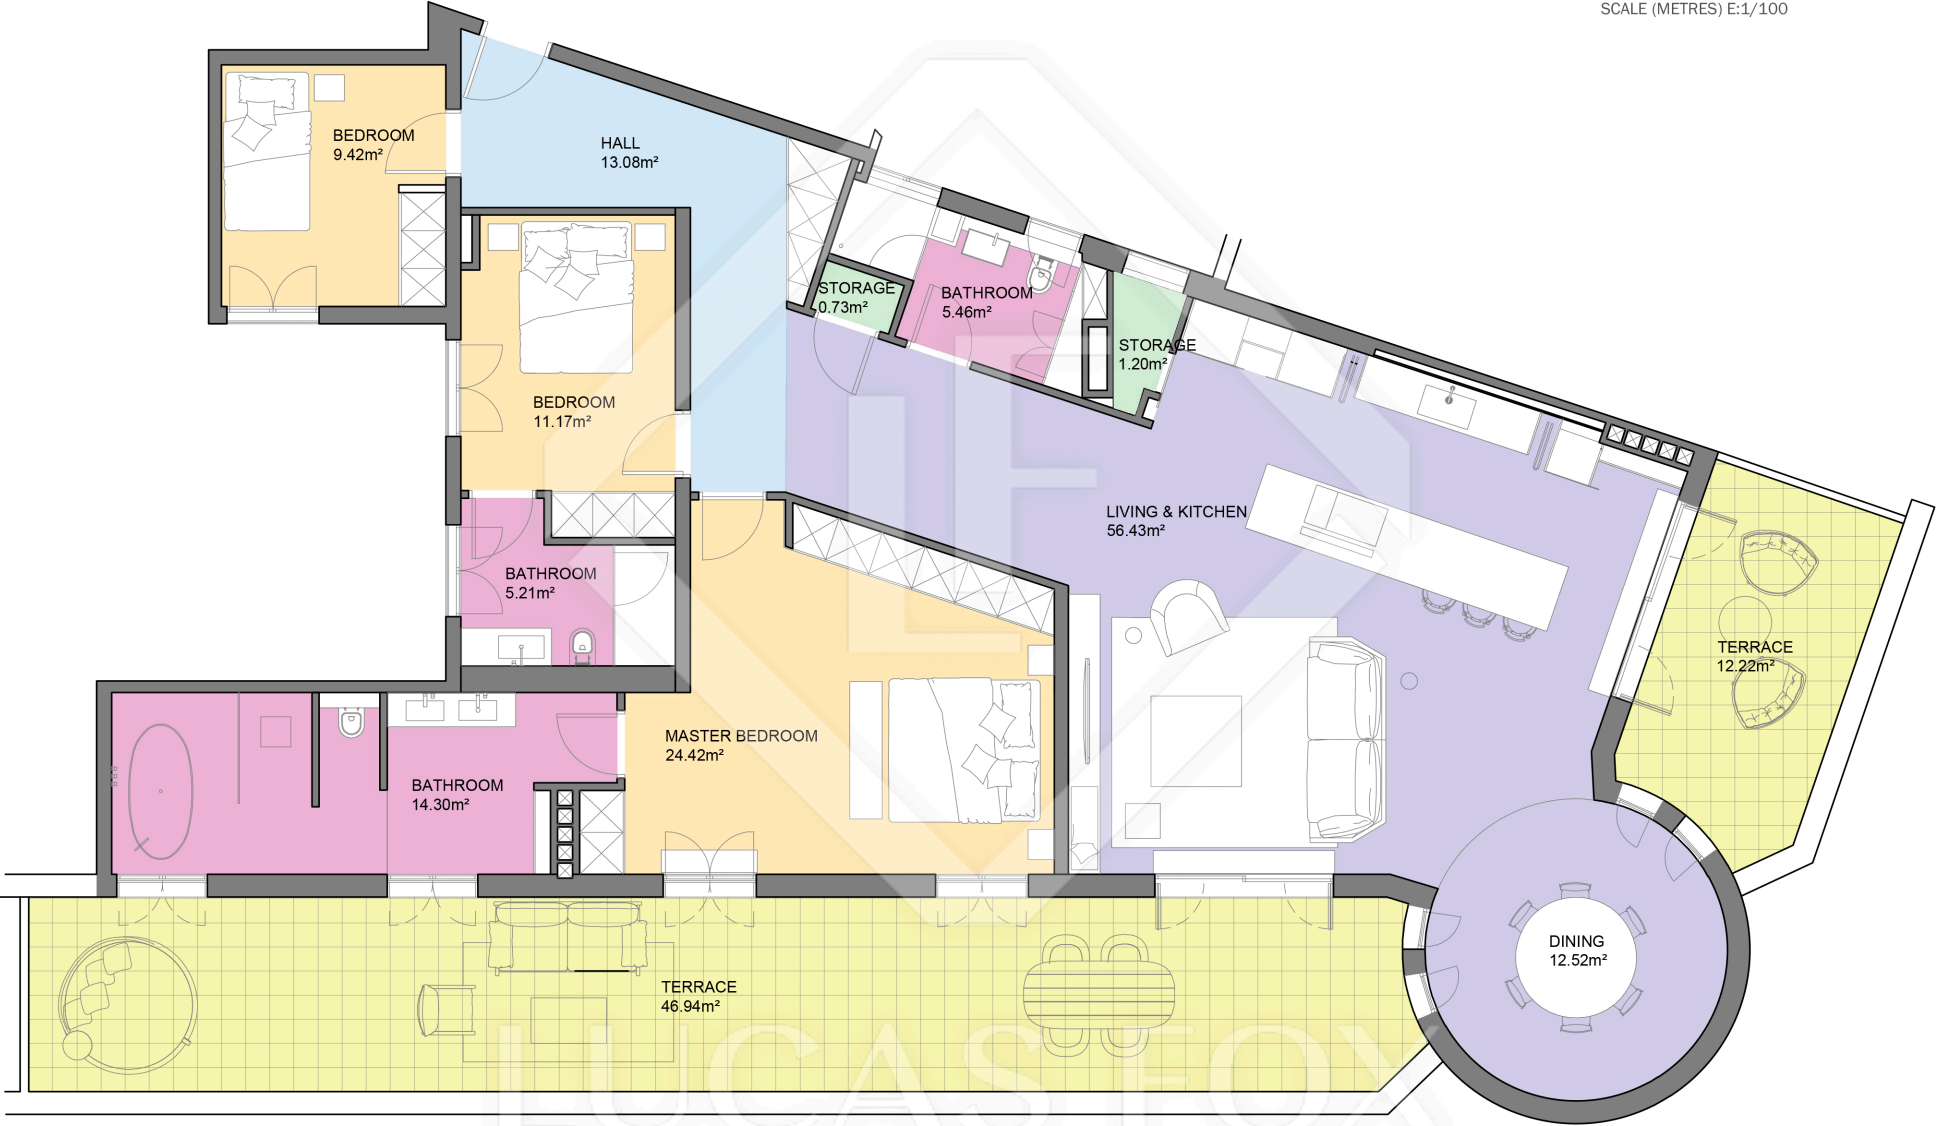 SCALE (METRES) E:1/100
BEDROOM
9.42m²
HALL
13.08m²
STORAGE
0.73m²
BATHROOM
5.46m²
STORAGE
1.20m²
BEDROOM
11.17m²
LIVING & KITCHEN
56.43m²
BATHROOM
5.21m²
TERRACE
12.22m²
MASTER BEDROOM
24.42m²
BATHROOM
14.30m²
DINING
12.52m²
TERRACE
46.94m²
LF
LUCAS FOX